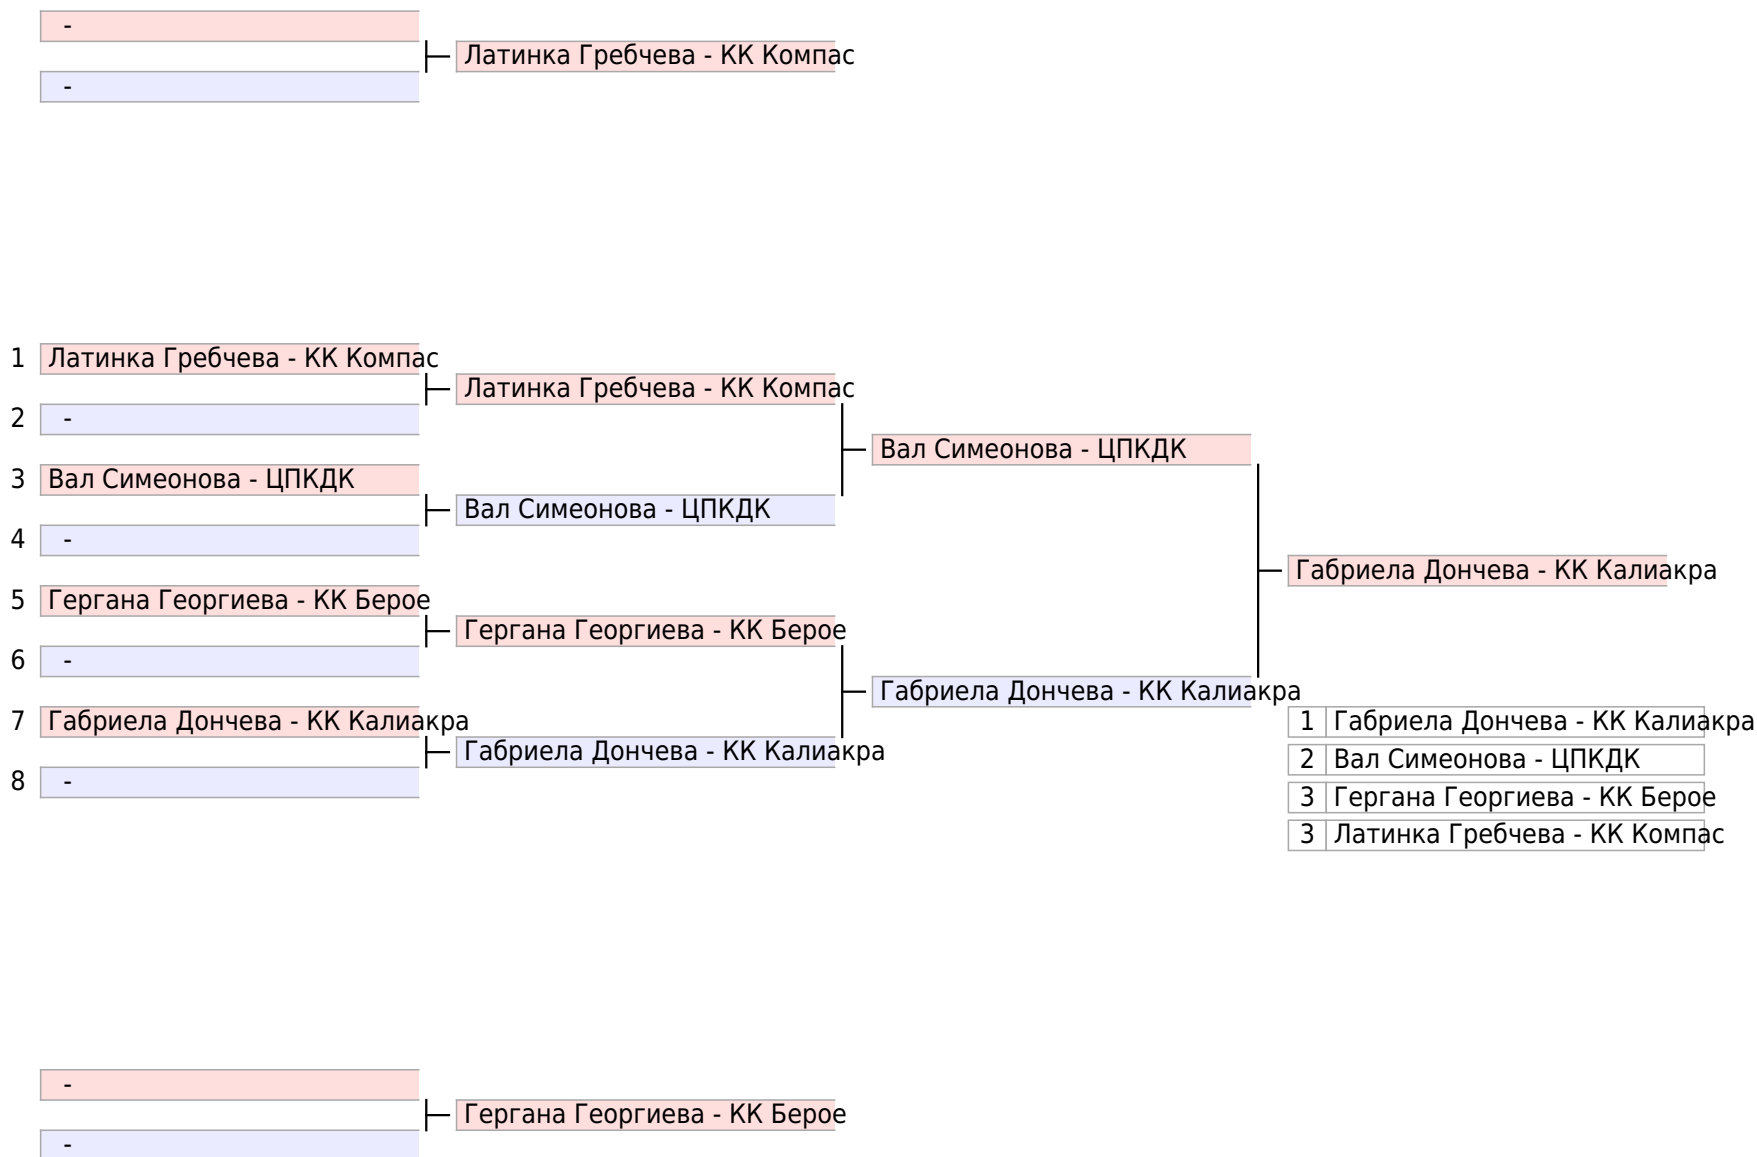 -
Латинка Гребчева - КК Компас
-
1 Латинка Гребчева - КК Компас
Латинка Гребчева - КК Компас
2 -
Вал Симеонова - ЦПКДК
3 Вал Симеонова - ЦПКДК
Вал Симеонова - ЦПКДК
4 -
Габриела Дончева - КК Калиакра
5 Гергана Георгиева - КК Берое
Гергана Георгиева - КК Берое
6 -
Габриела Дончева - КК Калиакра
7 Габриела Дончева - КК Калиакра
Габриела Дончева - КК Калиакра
8 -
1 Габриела Дончева - КК Калиакра
2 Вал Симеонова - ЦПКДК
3 Гергана Георгиева - КК Берое
3 Латинка Гребчева - КК Компас
-
Гергана Георгиева - КК Берое
-